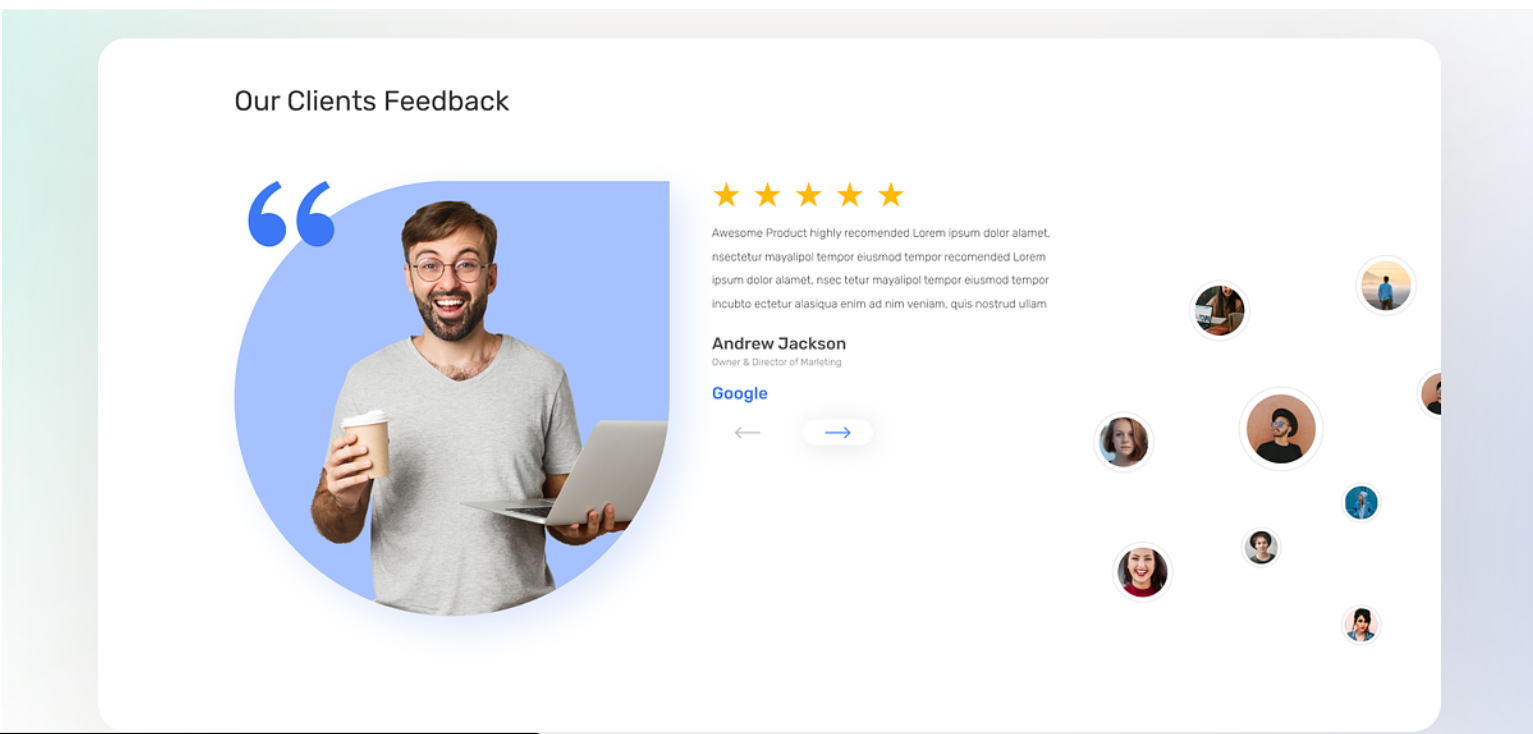 Our Clients Feedback
Awesome Product highly recomended Lorem ipsum dolor alamet,
nsectetur mayalipol tempor eiusmod tempor recomended Lorem
ipsum dolor alamet, nsec tetur mayalipol tempor eiusmod tempor
incubto ectetur alasiqua enim ad nim veniam, quis nostrud ullam
Andrew Jackson
Owner & Director of Marleting
Google